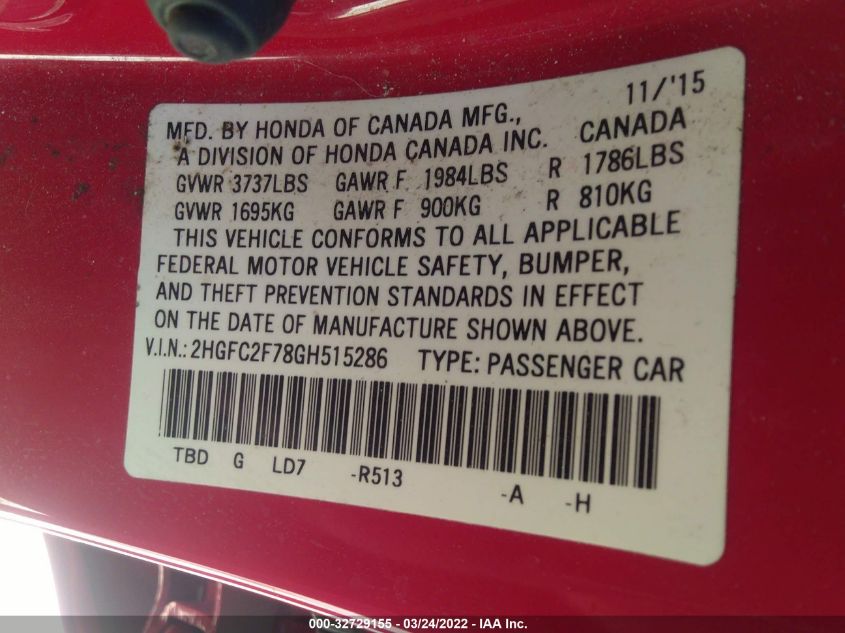 11/'15
MFD. BY HONDA OF CANADA MFG., CANADA
A DIVISION OF HONDA CANADA INC.
GVWR 3737LBS GAWR F 1984LBS R 1786LBS
GVWR 1695KG GAWR F 900KG R 810KG
THIS VEHICLE CONFORMS TO ALL APPLICABLE
FEDERAL MOTOR VEHICLE SAFETY, BUMPER,
AND THEFT PREVENTION STANDARDS IN EFFECT
ON THE DATE OF MANUFACTURE SHOWN ABOVE.
V.I.N.: 2HGFC2F78GH515286 TYPE: PASSENGER CAR
TBD G LD7 -R513 -A -H
000-32729155 - 03/24/2022 - IAA Inc.